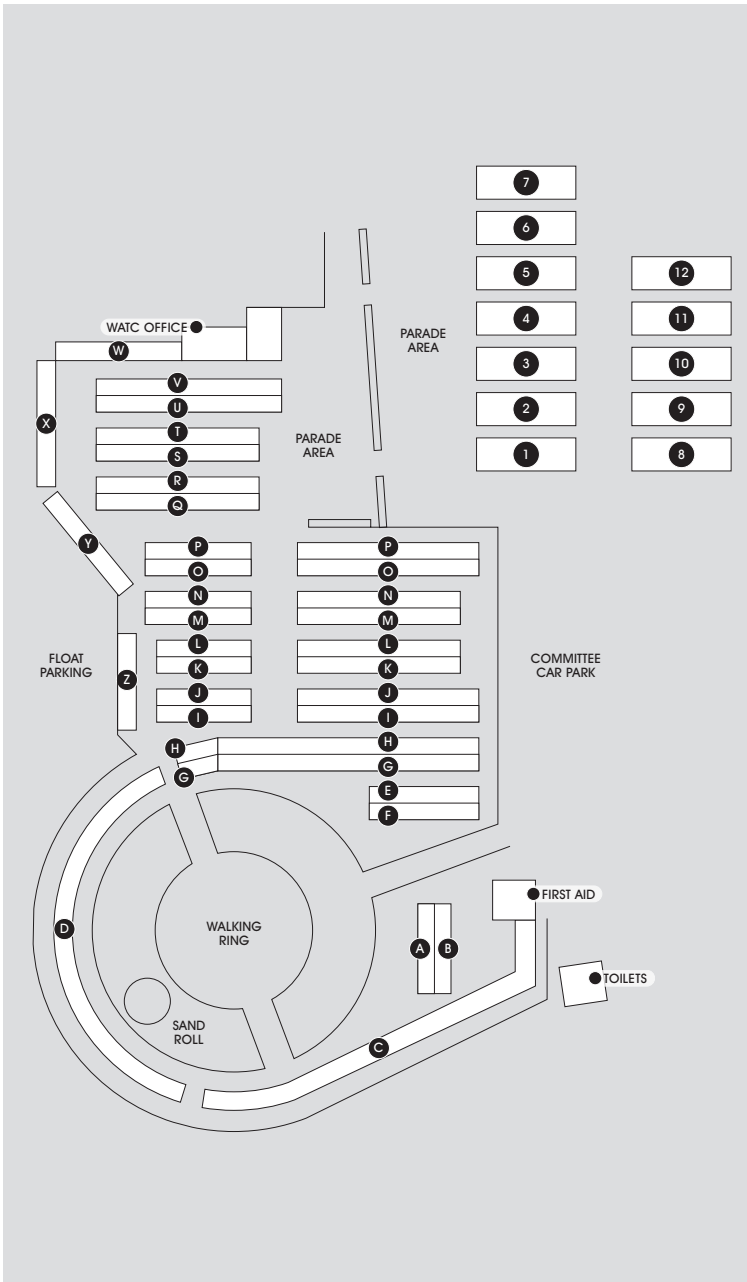 7
6
5
12
WATC OFFICE
4
11
PARADE
AREA
W
3
10
V
U
2
9
X
T
PARADE
AREA
S
1
8
R
Q
Y
P
P
O
O
N
N
M
M
L
L
FLOAT
PARKING
COMMITTEE
CAR PARK
K
K
Z
J
J
I
I
H
H
G
G
E
F
FIRST AID
D
WALKING
RING
A
B
TOILETS
SAND
ROLL
C